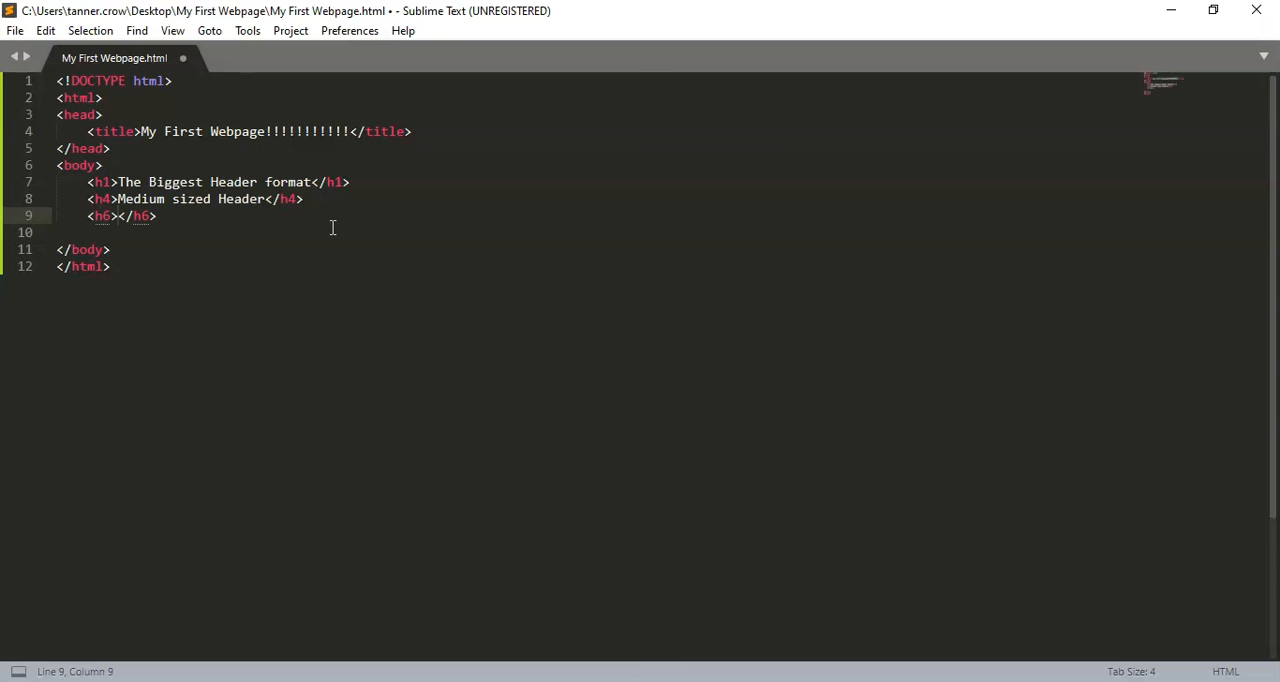 C:\Users\tanner.crow\Desktop\My First Webpage\My First Webpage.html • - Sublime Text (UNREGISTERED)
File Edit Selection Find View Goto Tools Project Preferences Help
My First Webpage.html
1 <!DOCTYPE html>
2 <html>
3 <head>
4 <title>My First Webpage!!!!!!!!!!!</title>
5 </head>
6 <body>
7 <h1>The Biggest Header format</h1>
8 <h4>Medium sized Header</h4>
9 <h6></h6>
10
11 </body>
12 </html>
Line 9, Column 9 Tab Size: 4 HTML